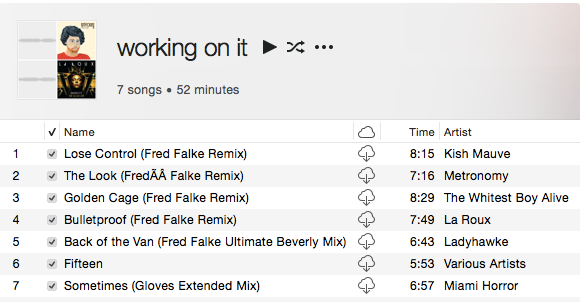 working on it
7 songs • 52 minutes
✓ Name Time Artist
1 Lose Control (Fred Falke Remix) 8:15 Kish Mauve
2 The Look (FredÃÂ Falke Remix) 7:16 Metronomy
3 Golden Cage (Fred Falke Remix) 8:29 The Whitest Boy Alive
4 Bulletproof (Fred Falke Remix) 7:49 La Roux
5 Back of the Van (Fred Falke Ultimate Beverly Mix) 6:43 Ladyhawke
6 Fifteen 5:53 Various Artists
7 Sometimes (Gloves Extended Mix) 6:57 Miami Horror
LA ROUX